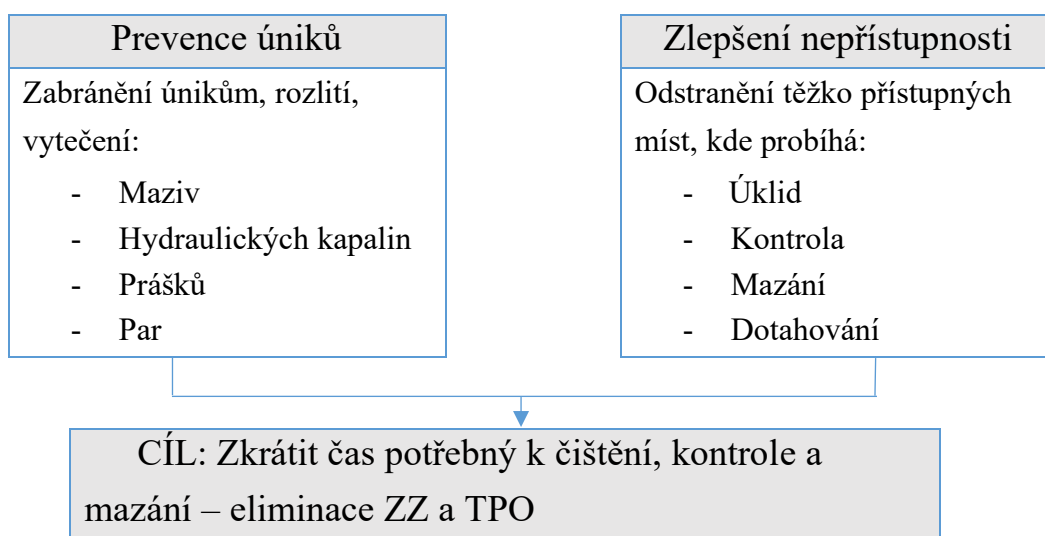 Prevence úniků
Zabránění únikům, rozlití,
vytečení:
- Maziv
- Hydraulických kapalin
- Prášků
- Par
Zlepšení nepřístupnosti
Odstranění těžko přístupných
míst, kde probíhá:
- Úklid
- Kontrola
- Mazání
- Dotahování
CÍL: Zkrátit čas potřebný k čištění, kontrole a
mazání – eliminace ZZ a TPO